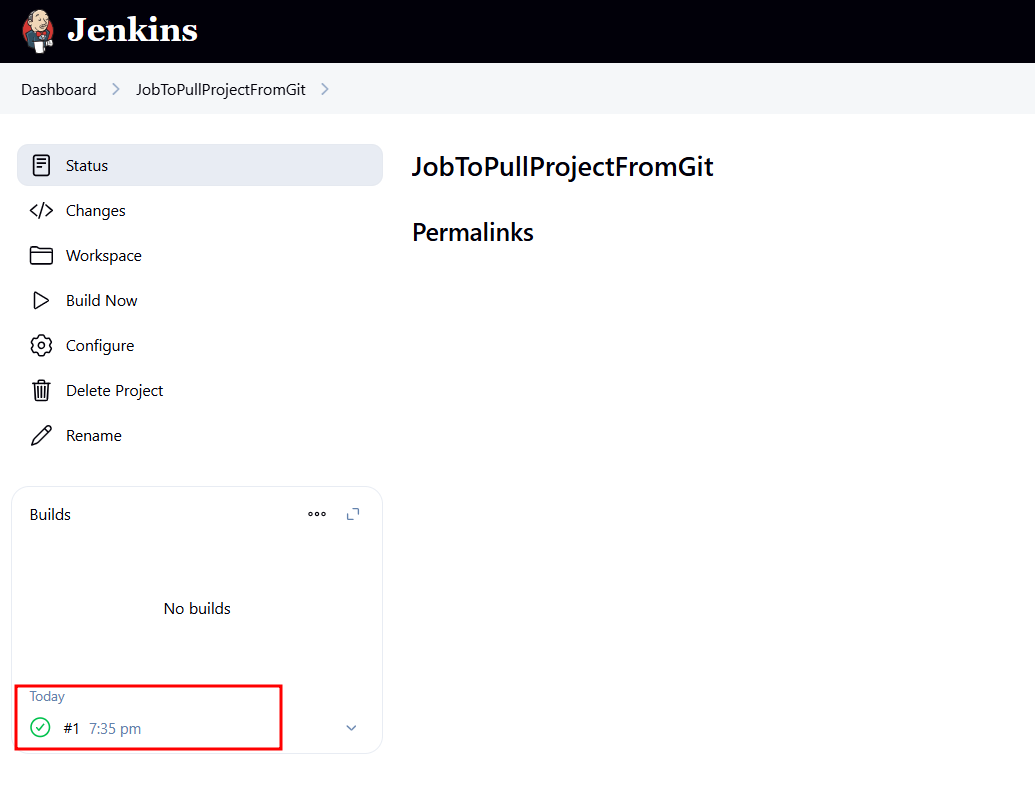 Jenkins
Dashboard JobToPullProjectFromGit
Status
Changes
Workspace
Build Now
Configure
Delete Project
Rename
JobToPullProjectFromGit
Permalinks
Builds
No builds
Today
#1 7:35 pm